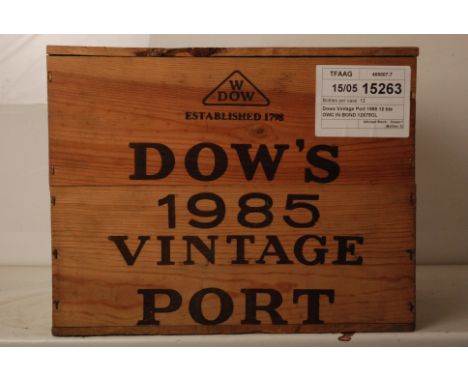 W
DOW
ESTABLISHED 1798
DOW'S
1985
VINTAGE
PORT
TFAAG
15/05 15263
Bottles per case 12
Dows Vintage Port 1985 12 bts
OWC IN BOND 12X75CL